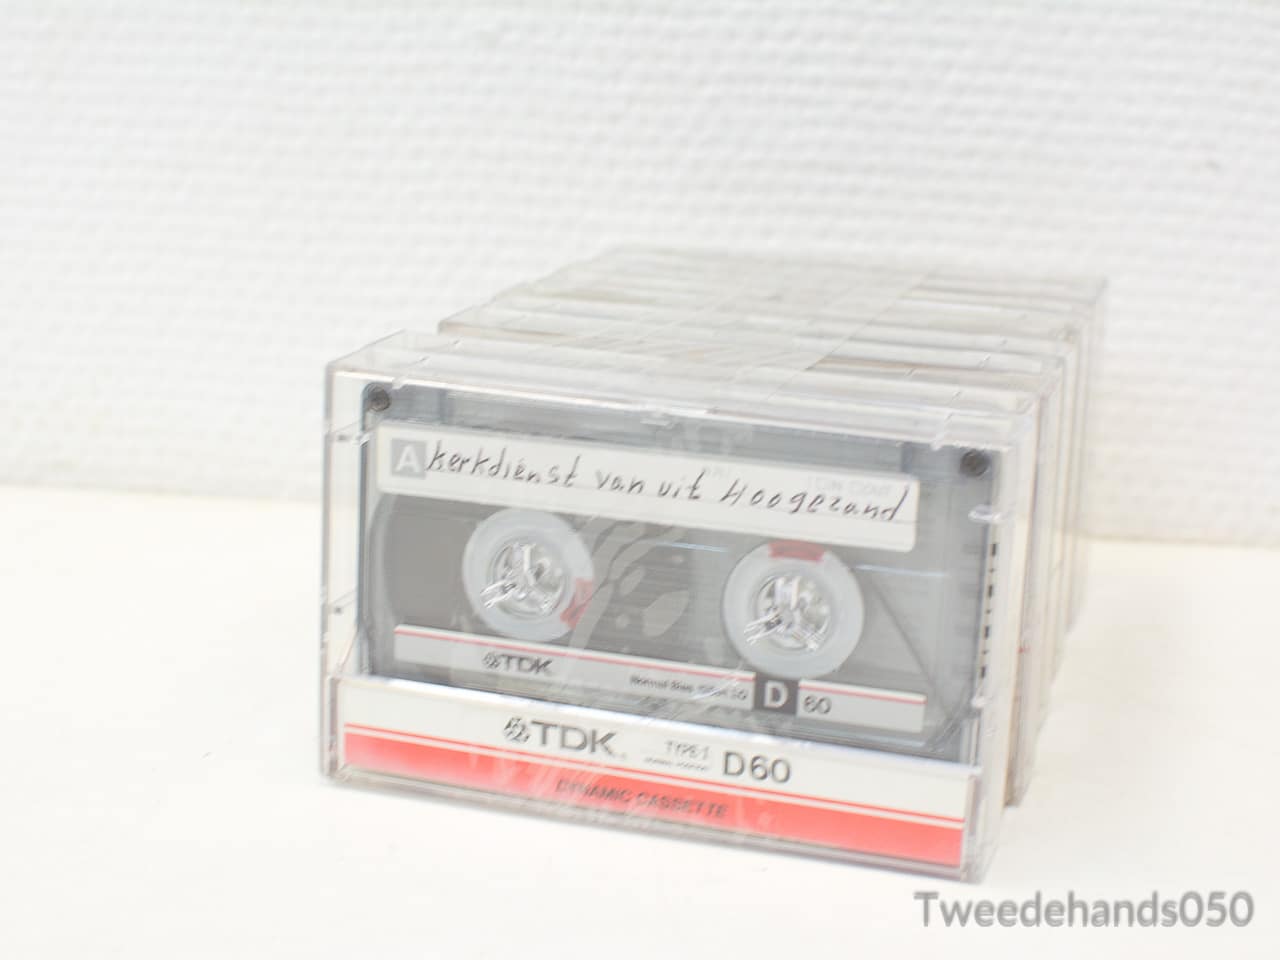 A kerkdienst van uit Hoogezand
TDK
D 60
TDK
TYPE I
D60
DYNAMIC CASSETTE
Tweedehands050